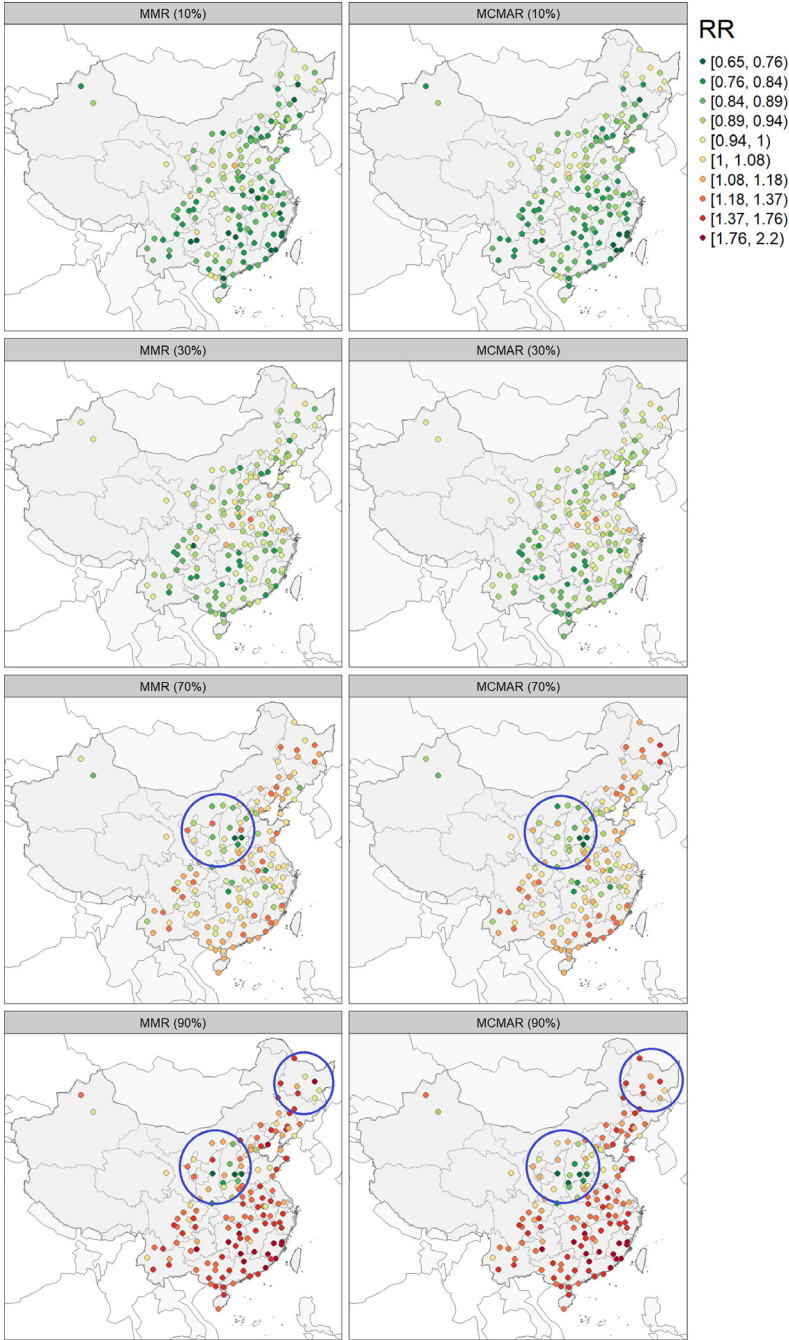 MMR (10%)
MCMAR (10%)
RR
[0.65, 0.76)
[0.76, 0.84)
[0.84, 0.89)
[0.89, 0.94)
[0.94, 1)
[1, 1.08)
[1.08, 1.18)
[1.18, 1.37)
[1.37, 1.76)
[1.76, 2.2)
MMR (30%)
MCMAR (30%)
MMR (70%)
MCMAR (70%)
MMR (90%)
MCMAR (90%)